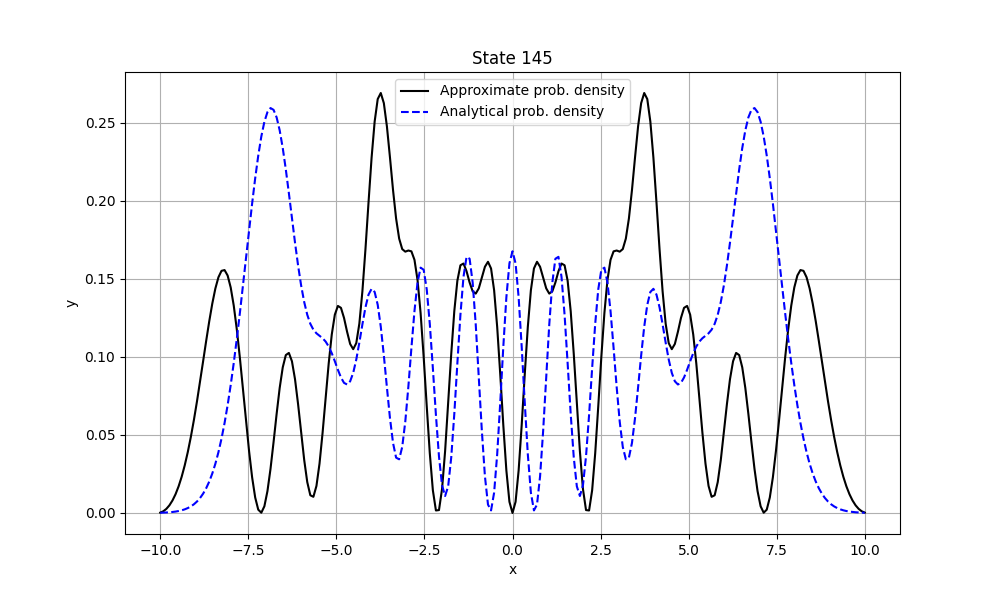 State 145
Approximate prob. density
Analytical prob. density
y
0.25
0.20
0.15
0.10
0.05
0.00
−10.0 −7.5 −5.0 −2.5 0.0 2.5 5.0 7.5 10.0
x